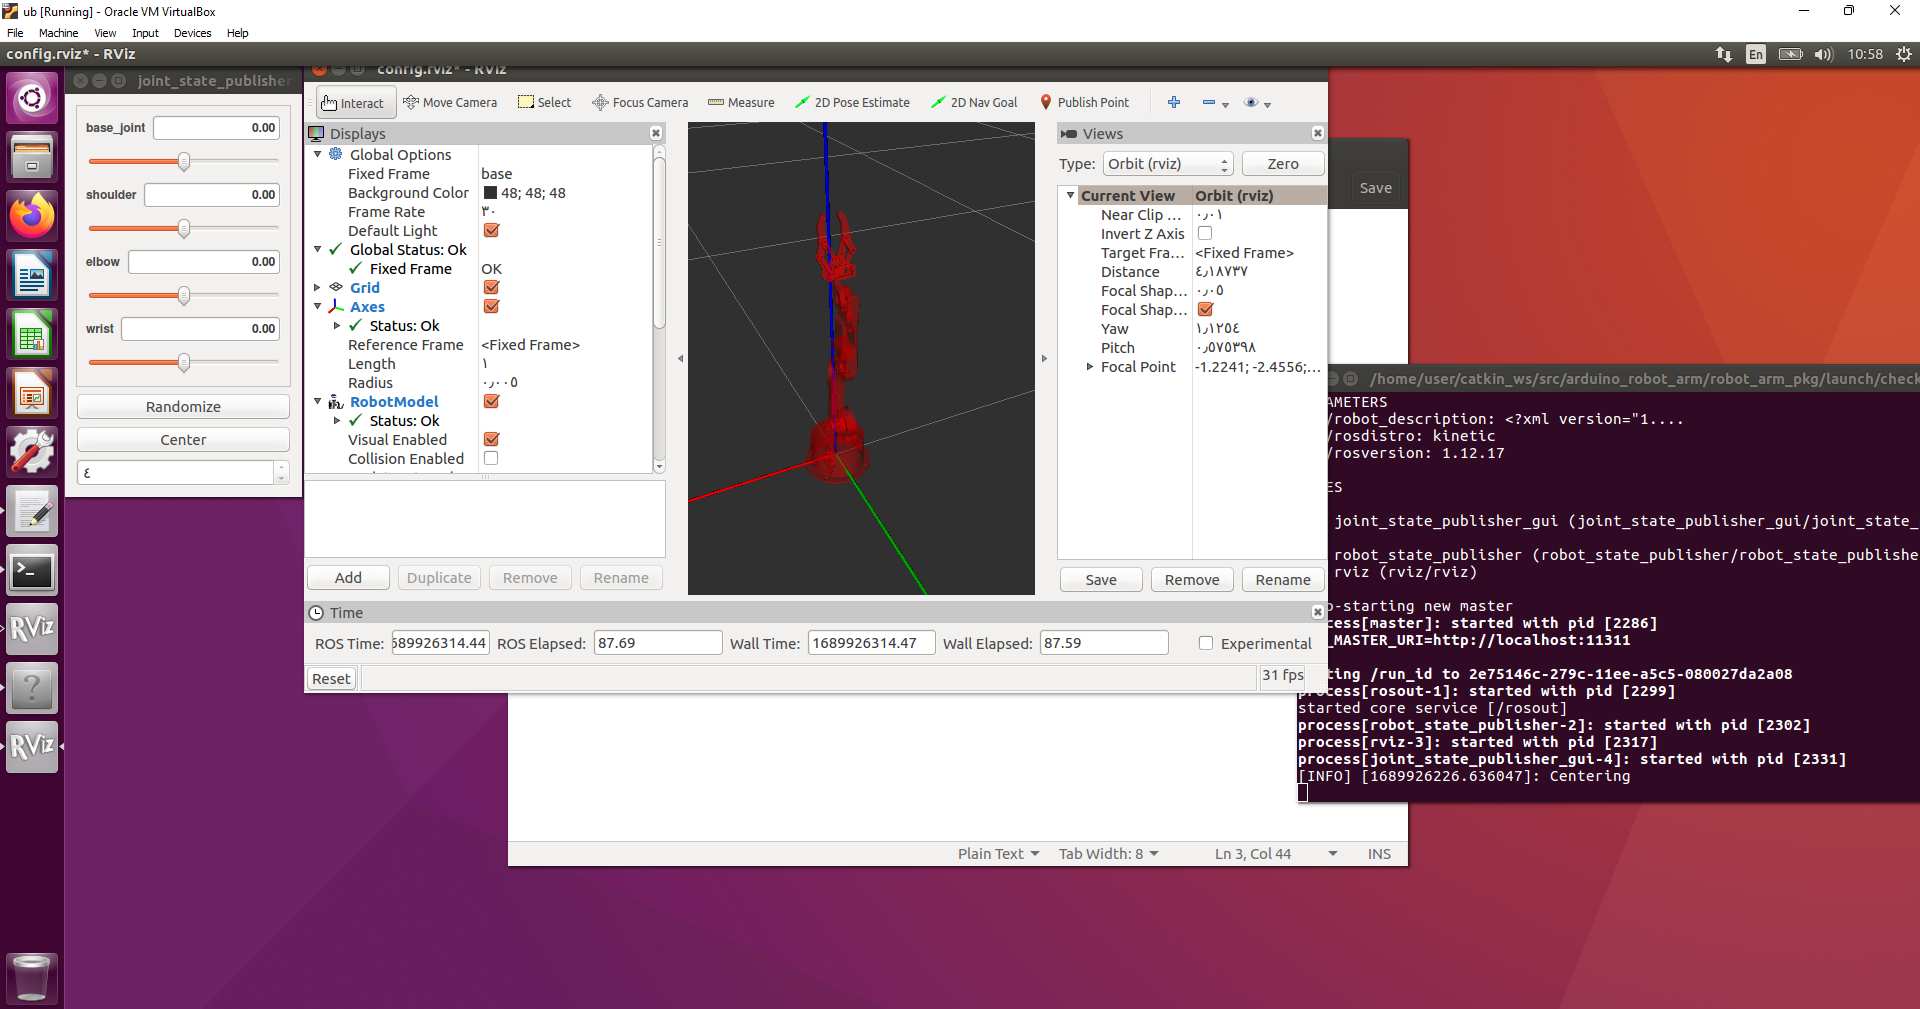 ub [Running] - Oracle VM VirtualBox
File Machine View Input Devices Help
config.rviz* - RViz
En
10:58
joint_state_publisher
base_joint 0.00
shoulder 0.00
elbow 0.00
wrist 0.00
Randomize
Center
٤
config.rviz* - RViz
Interact Move Camera Select Focus Camera Measure 2D Pose Estimate 2D Nav Goal Publish Point
Displays
Global Options
Fixed Frame base
Background Color 48; 48; 48
Frame Rate ٣٠
Default Light
Global Status: Ok
Fixed Frame OK
Grid
Axes
Status: Ok
Reference Frame <Fixed Frame>
Length ١
Radius ٠٫٠٠٥
RobotModel
Status: Ok
Visual Enabled
Collision Enabled
Add Duplicate Remove Rename
Views
Type: Orbit (rviz) Zero
Current View Orbit (rviz)
Near Clip ... ٠٫٠١
Invert Z Axis
Target Fra... <Fixed Frame>
Distance ٤٫١٨٧٣٧
Focal Shap... ٠٫٠٥
Focal Shap...
Yaw ١٫١٢٥٤
Pitch ٠٫٥٧٥٣٩٨
Focal Point -1.2241; -2.4556;...
Save Remove Rename
Time
ROS Time: 689926314.44 ROS Elapsed: 87.69 Wall Time: 1689926314.47 Wall Elapsed: 87.59 Experimental
Reset 31 fps
Save
/home/user/catkin_ws/src/arduino_robot_arm/robot_arm_pkg/launch/check
AMETERS
/robot_description: <?xml version="1....
/rosdistro: kinetic
/rosversion: 1.12.17
ES
joint_state_publisher_gui (joint_state_publisher_gui/joint_state_
robot_state_publisher (robot_state_publisher/robot_state_publishe
rviz (rviz/rviz)
o-starting new master
cess[master]: started with pid [2286]
_MASTER_URI=http://localhost:11311
ting /run_id to 2e75146c-279c-11ee-a5c5-080027da2a08
process[rosout-1]: started with pid [2299]
started core service [/rosout]
process[robot_state_publisher-2]: started with pid [2302]
process[rviz-3]: started with pid [2317]
process[joint_state_publisher_gui-4]: started with pid [2331]
[INFO] [1689926226.636047]: Centering
Plain Text Tab Width: 8 Ln 3, Col 44 INS
RViz
RViz